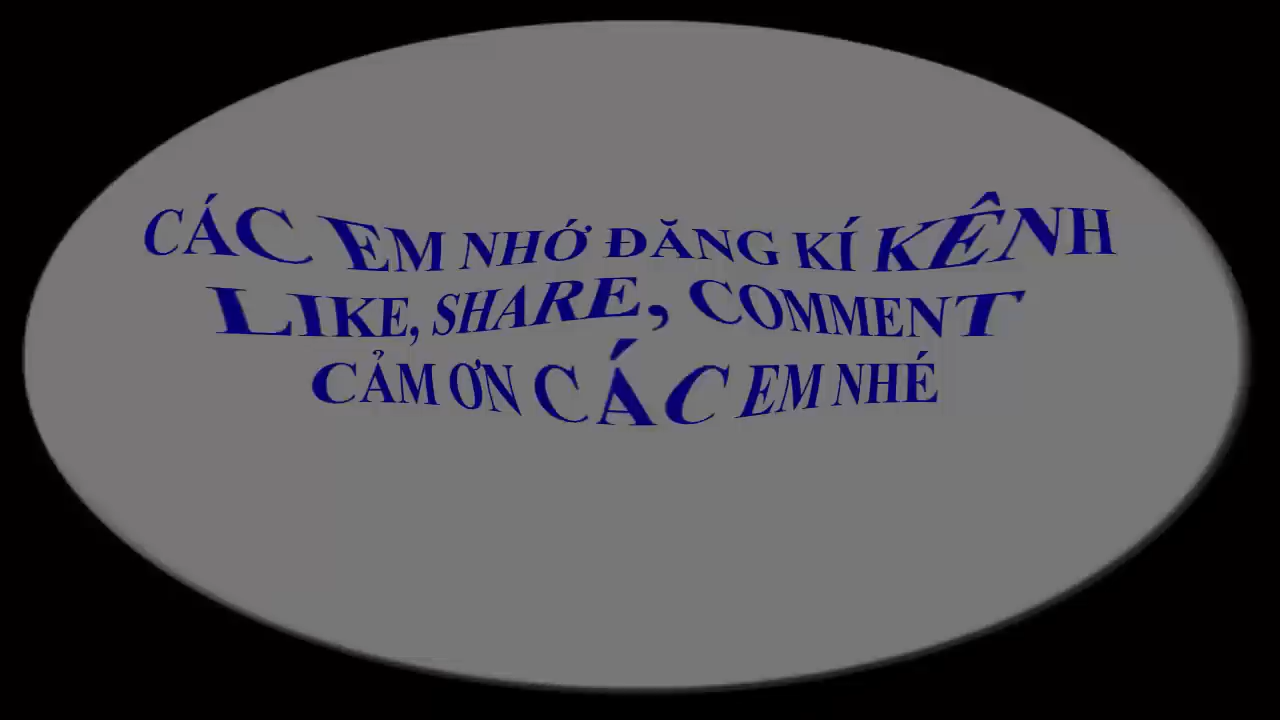 CÁC EM NHỚ ĐĂNG KÍ KÊNH
LIKE, SHARE, COMMENT
CẢM ƠN CÁC EM NHÉ